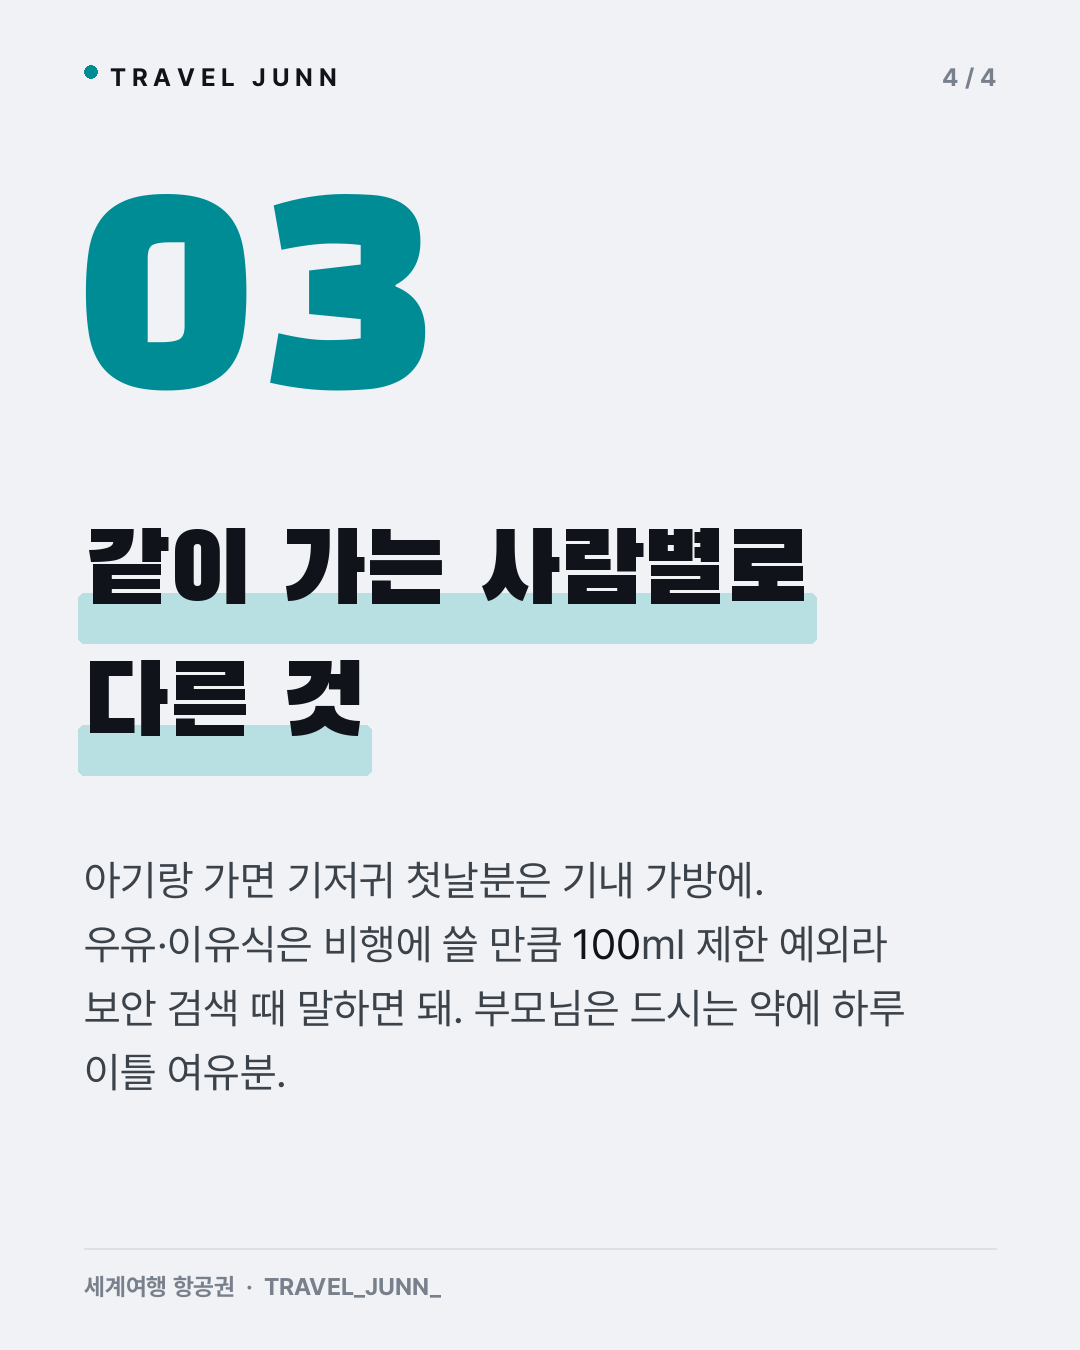 TRAVEL JUNN
4 / 4
03
같이 가는 사람별로
다른 것
아기랑 가면 기저귀 첫날분은 기내 가방에.
우유·이유식은 비행에 쓸 만큼 100ml 제한 예외라
보안 검색 때 말하면 돼. 부모님은 드시는 약에 하루
이틀 여유분.
세계여행 항공권 · TRAVEL_JUNN_